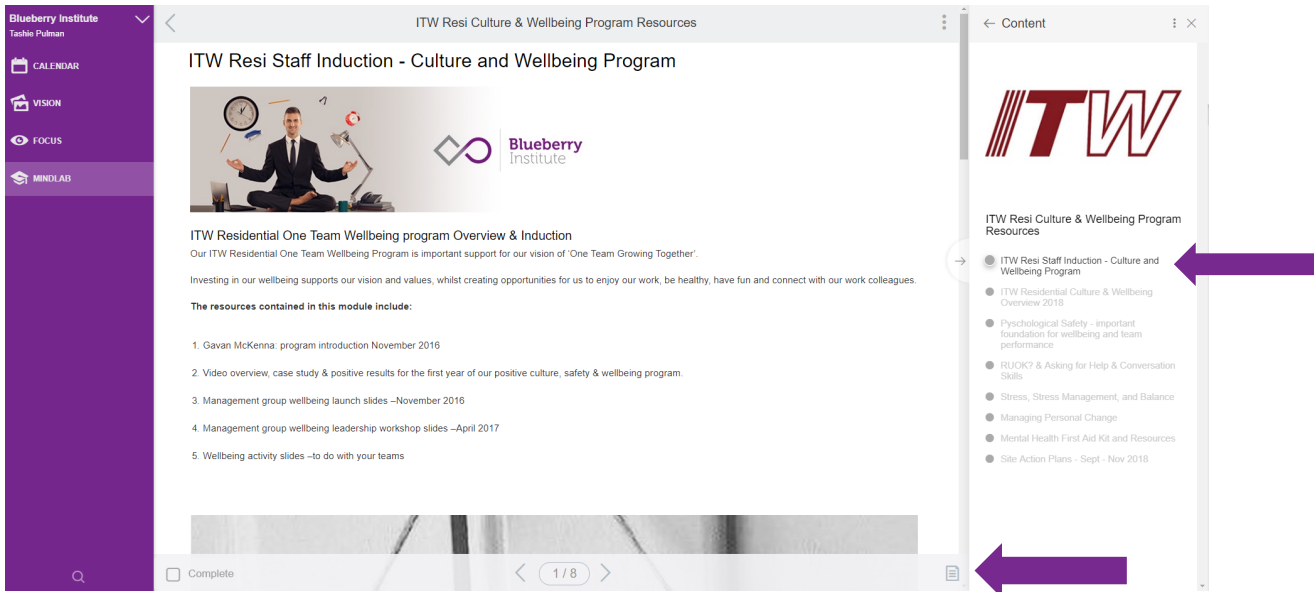 Blueberry Institute
Tashie Pulman
CALENDAR
VISION
FOCUS
MINDLAB
ITW Resi Culture & Wellbeing Program Resources
ITW Resi Staff Induction - Culture and Wellbeing Program
Blueberry
Institute
ITW Residential One Team Wellbeing program Overview & Induction
Our ITW Residential One Team Wellbeing Program is important support for our vision of 'One Team Growing Together'.
Investing in our wellbeing supports our vision and values, whilst creating opportunities for us to enjoy our work, be healthy, have fun and connect with our work colleagues.
The resources contained in this module include:
1. Gavan McKenna: program introduction November 2016
2. Video overview, case study & positive results for the first year of our positive culture, safety & wellbeing program.
3. Management group wellbeing launch slides –November 2016
4. Management group wellbeing leadership workshop slides –April 2017
5. Wellbeing activity slides –to do with your teams
Complete
1 / 8
Content
ITW
ITW Resi Culture & Wellbeing Program
Resources
ITW Resi Staff Induction - Culture and
Wellbeing Program
ITW Residential Culture & Wellbeing
Overview 2018
Pyschological Safety - important
foundation for wellbeing and team
performance
RUOK? & Asking for Help & Conversation
Skills
Stress, Stress Management, and Balance
Managing Personal Change
Mental Health First Aid Kit and Resources
Site Action Plans - Sept - Nov 2018